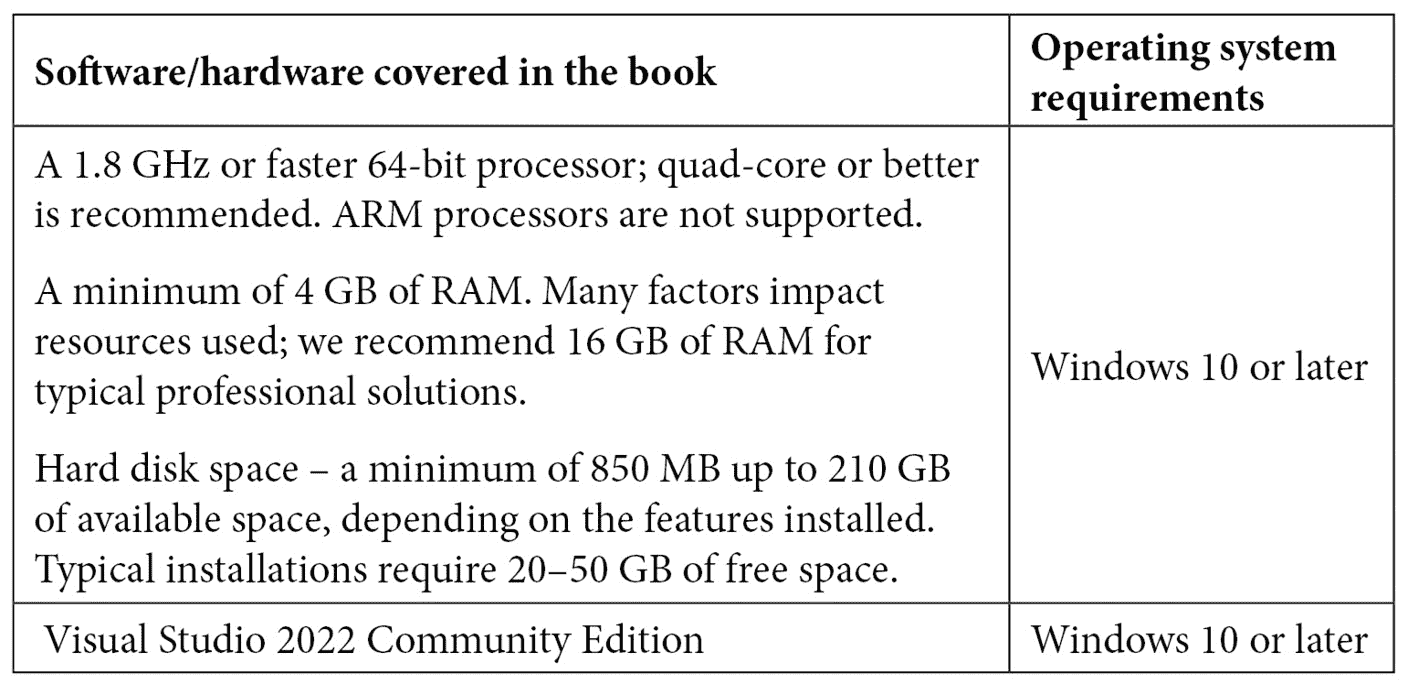 Software/hardware covered in the book
Operating system
requirements
A 1.8 GHz or faster 64-bit processor; quad-core or better
is recommended. ARM processors are not supported.
A minimum of 4 GB of RAM. Many factors impact
resources used; we recommend 16 GB of RAM for
typical professional solutions.
Hard disk space – a minimum of 850 MB up to 210 GB
of available space, depending on the features installed.
Typical installations require 20–50 GB of free space.
Windows 10 or later
Visual Studio 2022 Community Edition
Windows 10 or later